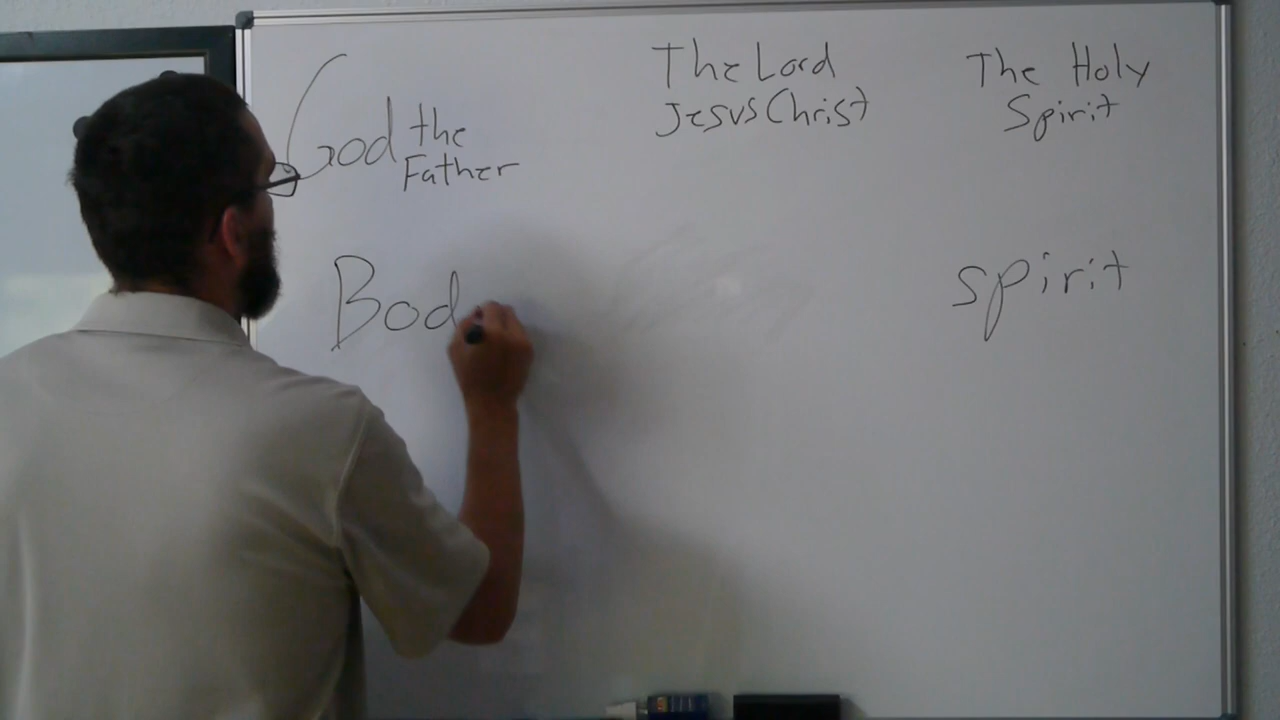 God the
Father
The Lord
Jesus Christ
The Holy
Spirit
Bod
spirit